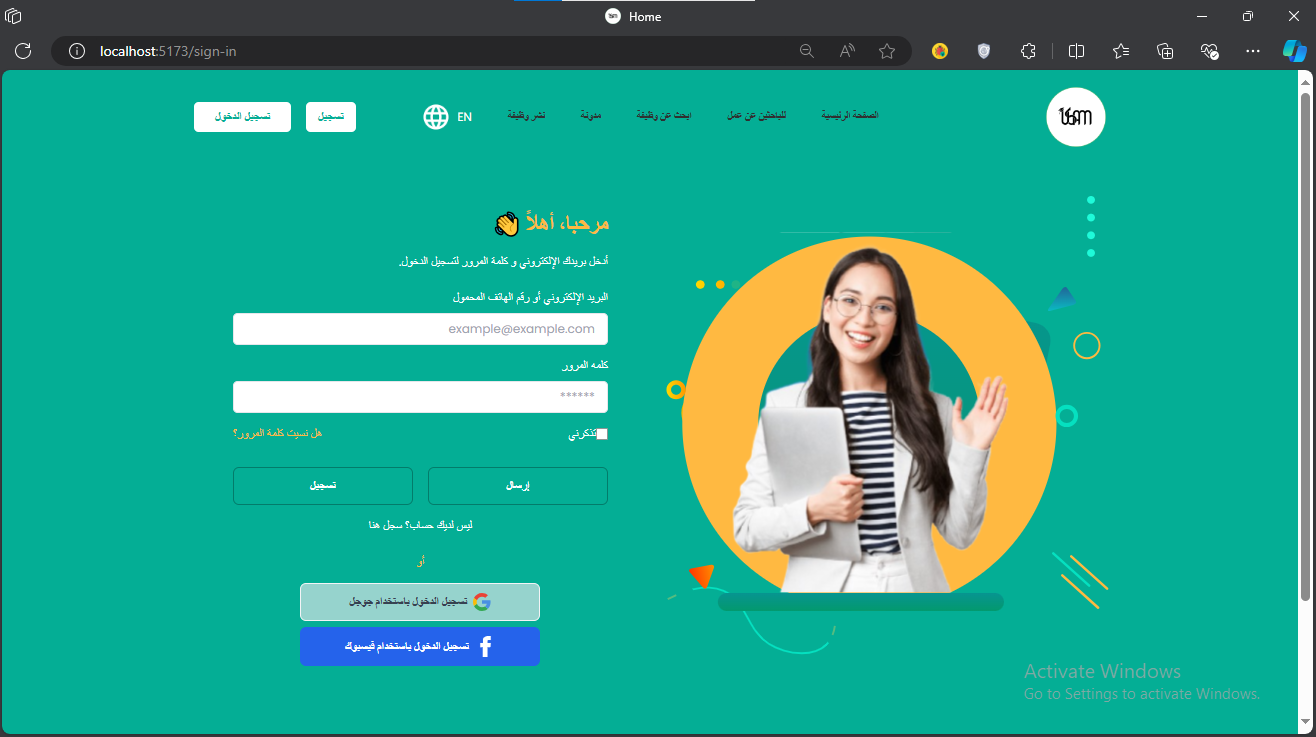 Home
localhost:5173/sign-in
الصفحة الرئيسية
للباحثين عن عمل
ابحث عن وظيفة
مدونة
نشر وظيفة
EN
تسجيل
تسجيل الدخول
مرحبا، أهلاً 👋
أدخل بريدك الإلكتروني و كلمة المرور لتسجيل الدخول.
البريد الإلكتروني أو رقم الهاتف المحمول
example@example.com
كلمه المرور
******
تذكرني
هل نسيت كلمة المرور؟
إرسال
تسجيل
ليس لديك حساب؟ سجل هنا
أو
تسجيل الدخول باستخدام جوجل
تسجيل الدخول باستخدام فيسبوك
Activate Windows
Go to Settings to activate Windows.